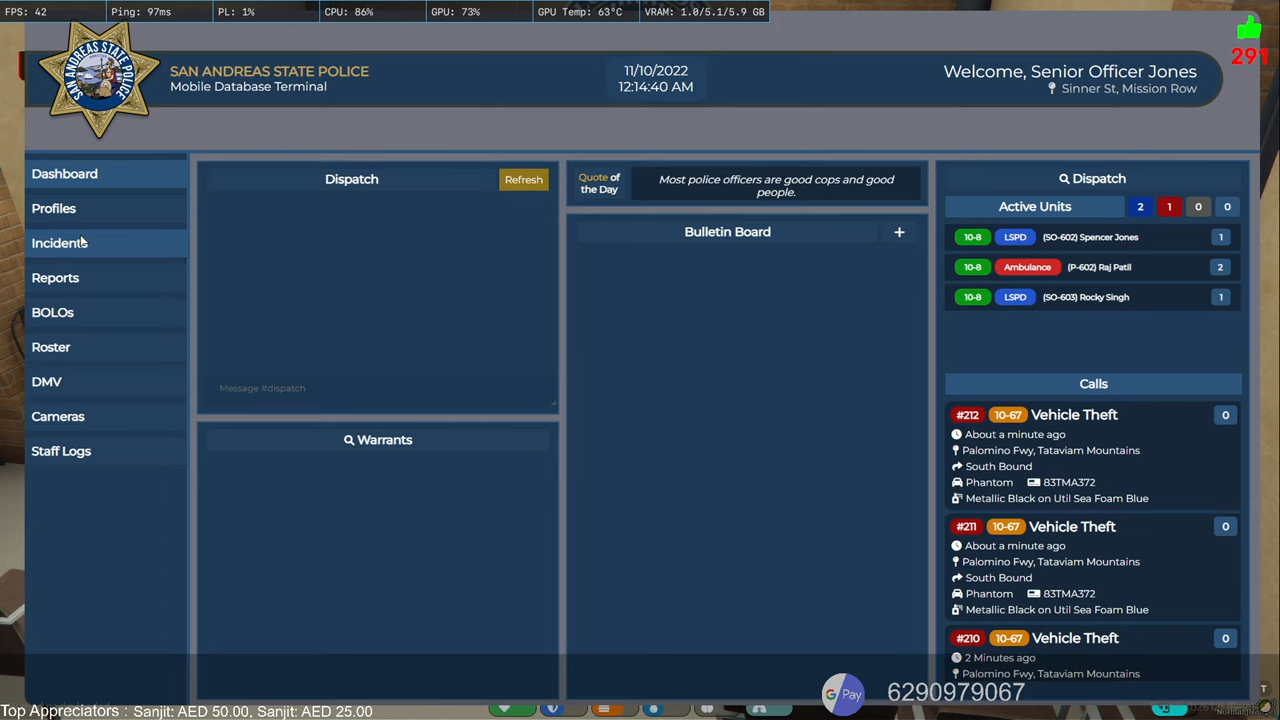 FPS: 42 Ping: 97ms PL: 1% CPU: 86% GPU: 73% GPU Temp: 63°C VRAM: 1.0/5.1/5.9 GB
291
SAN ANDREAS STATE POLICE
Mobile Database Terminal
11/10/2022
12:14:40 AM
Welcome, Senior Officer Jones
Sinner St, Mission Row
Dashboard
Profiles
Incidents
Reports
BOLOs
Roster
DMV
Cameras
Staff Logs
Dispatch
Refresh
Message #dispatch
Warrants
Quote of
the Day
Most police officers are good cops and good
people.
Bulletin Board +
Dispatch
Active Units 2 1 0 0
10-8 LSPD (SO-602) Spencer Jones 1
10-8 Ambulance (P-602) Raj Patil 2
10-8 LSPD (SO-603) Rocky Singh 1
Calls
#212 10-67 Vehicle Theft 0
About a minute ago
Palomino Fwy, Tataviam Mountains
South Bound
Phantom 83TMA372
Metallic Black on Util Sea Foam Blue
#211 10-67 Vehicle Theft 0
About a minute ago
Palomino Fwy, Tataviam Mountains
South Bound
Phantom 83TMA372
Metallic Black on Util Sea Foam Blue
#210 10-67 Vehicle Theft 0
2 Minutes ago
Palomino Fwy, Tataviam Mountains
G Pay 6290979067
Top Appreciators : Sanjit: AED 50.00, Sanjit: AED 25.00